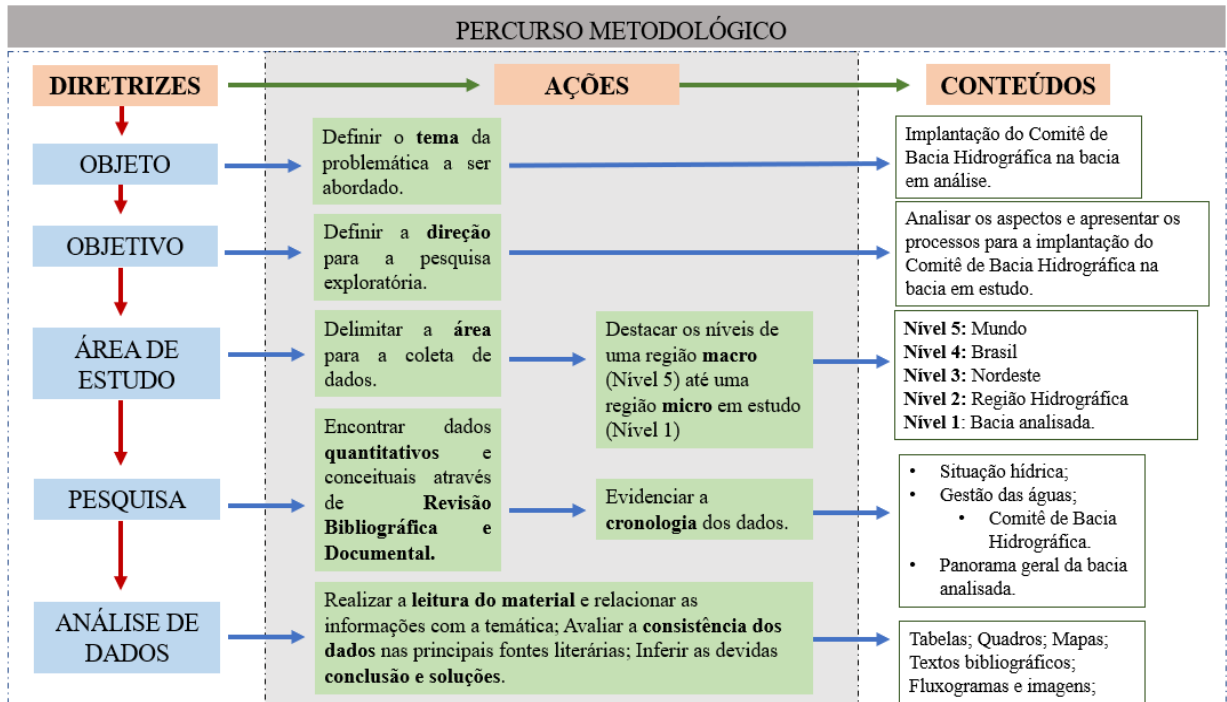 PERCURSO METODOLÓGICO
DIRETRIZES
AÇÕES
CONTEÚDOS
OBJETO
Definir o tema da
problemática a ser
abordado.
Implantação do Comitê de
Bacia Hidrográfica na bacia
em análise.
OBJETIVO
Definir a direção
para a pesquisa
exploratória.
Analisar os aspectos e apresentar os
processos para a implantação do
Comitê de Bacia Hidrográfica na
bacia em estudo.
ÁREA DE
ESTUDO
Delimitar a área
para a coleta de
dados.
Destacar os níveis de
uma região macro
(Nível 5) até uma
região micro em estudo
(Nível 1)
Nível 5: Mundo
Nível 4: Brasil
Nível 3: Nordeste
Nível 2: Região Hidrográfica
Nível 1: Bacia analisada.
PESQUISA
Encontrar dados
quantitativos e
conceituais através
de Revisão
Bibliográfica e
Documental.
Evidenciar a
cronologia dos dados.
• Situação hídrica;
• Gestão das águas;
• Comitê de Bacia
Hidrográfica.
• Panorama geral da bacia
analisada.
ANÁLISE DE
DADOS
Realizar a leitura do material e relacionar as
informações com a temática; Avaliar a consistência dos
dados nas principais fontes literárias; Inferir as devidas
conclusão e soluções.
Tabelas; Quadros; Mapas;
Textos bibliográficos;
Fluxogramas e imagens;